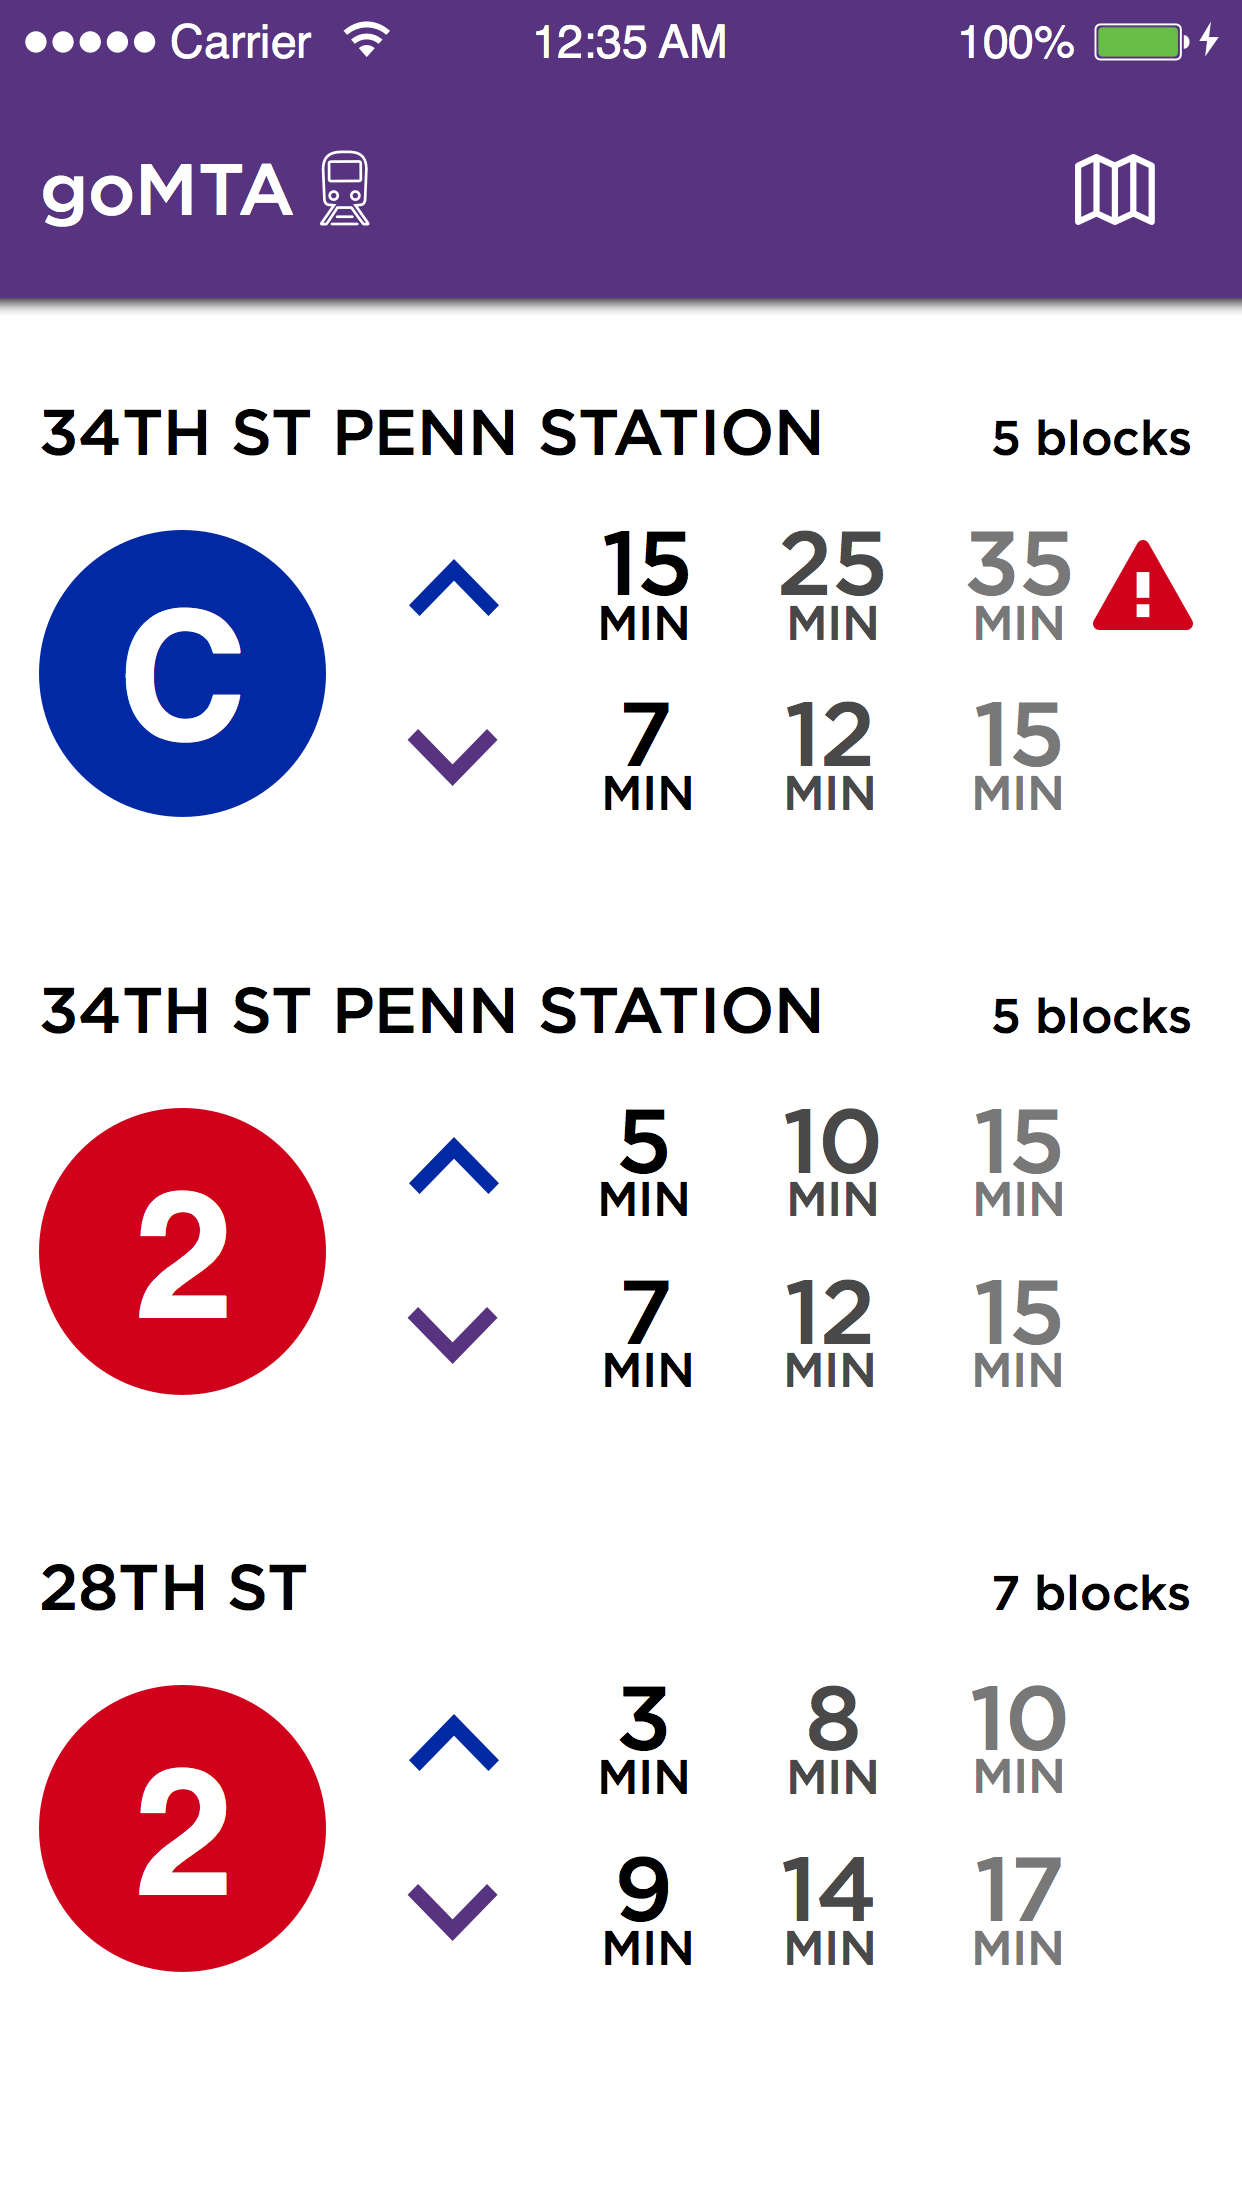 Carrier 12:35 AM 100%
goMTA
34TH ST PENN STATION 5 blocks
C
15 25 35
MIN MIN MIN
7 12 15
MIN MIN MIN
34TH ST PENN STATION 5 blocks
2
5 10 15
MIN MIN MIN
7 12 15
MIN MIN MIN
28TH ST 7 blocks
2
3 8 10
MIN MIN MIN
9 14 17
MIN MIN MIN